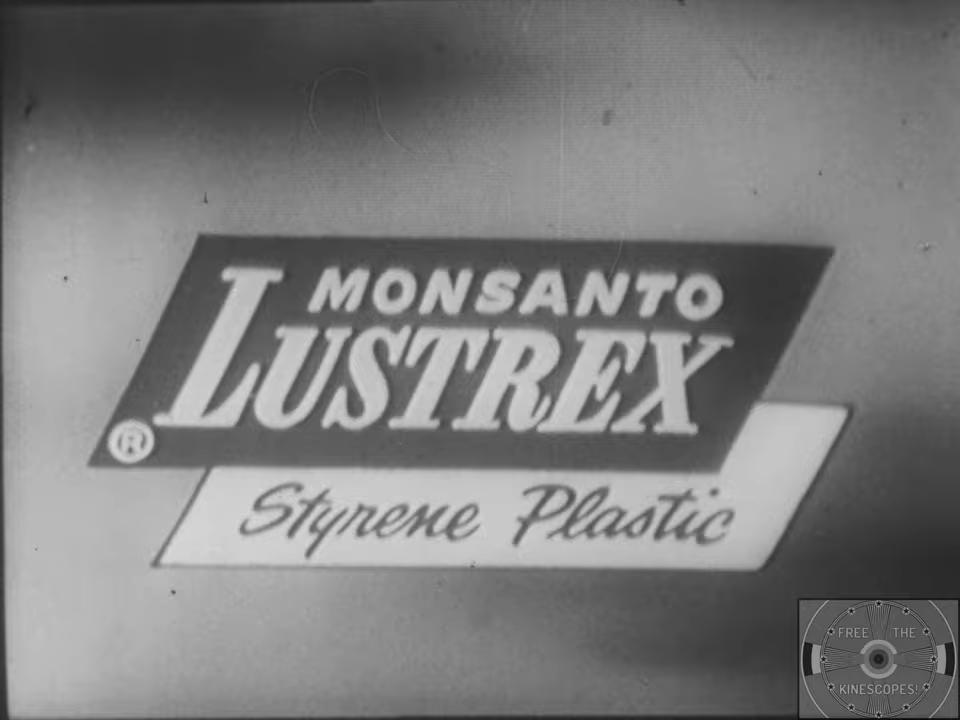 MONSANTO
LUSTREX
®
Styrene Plastic
FREE THE
KINESCOPES!